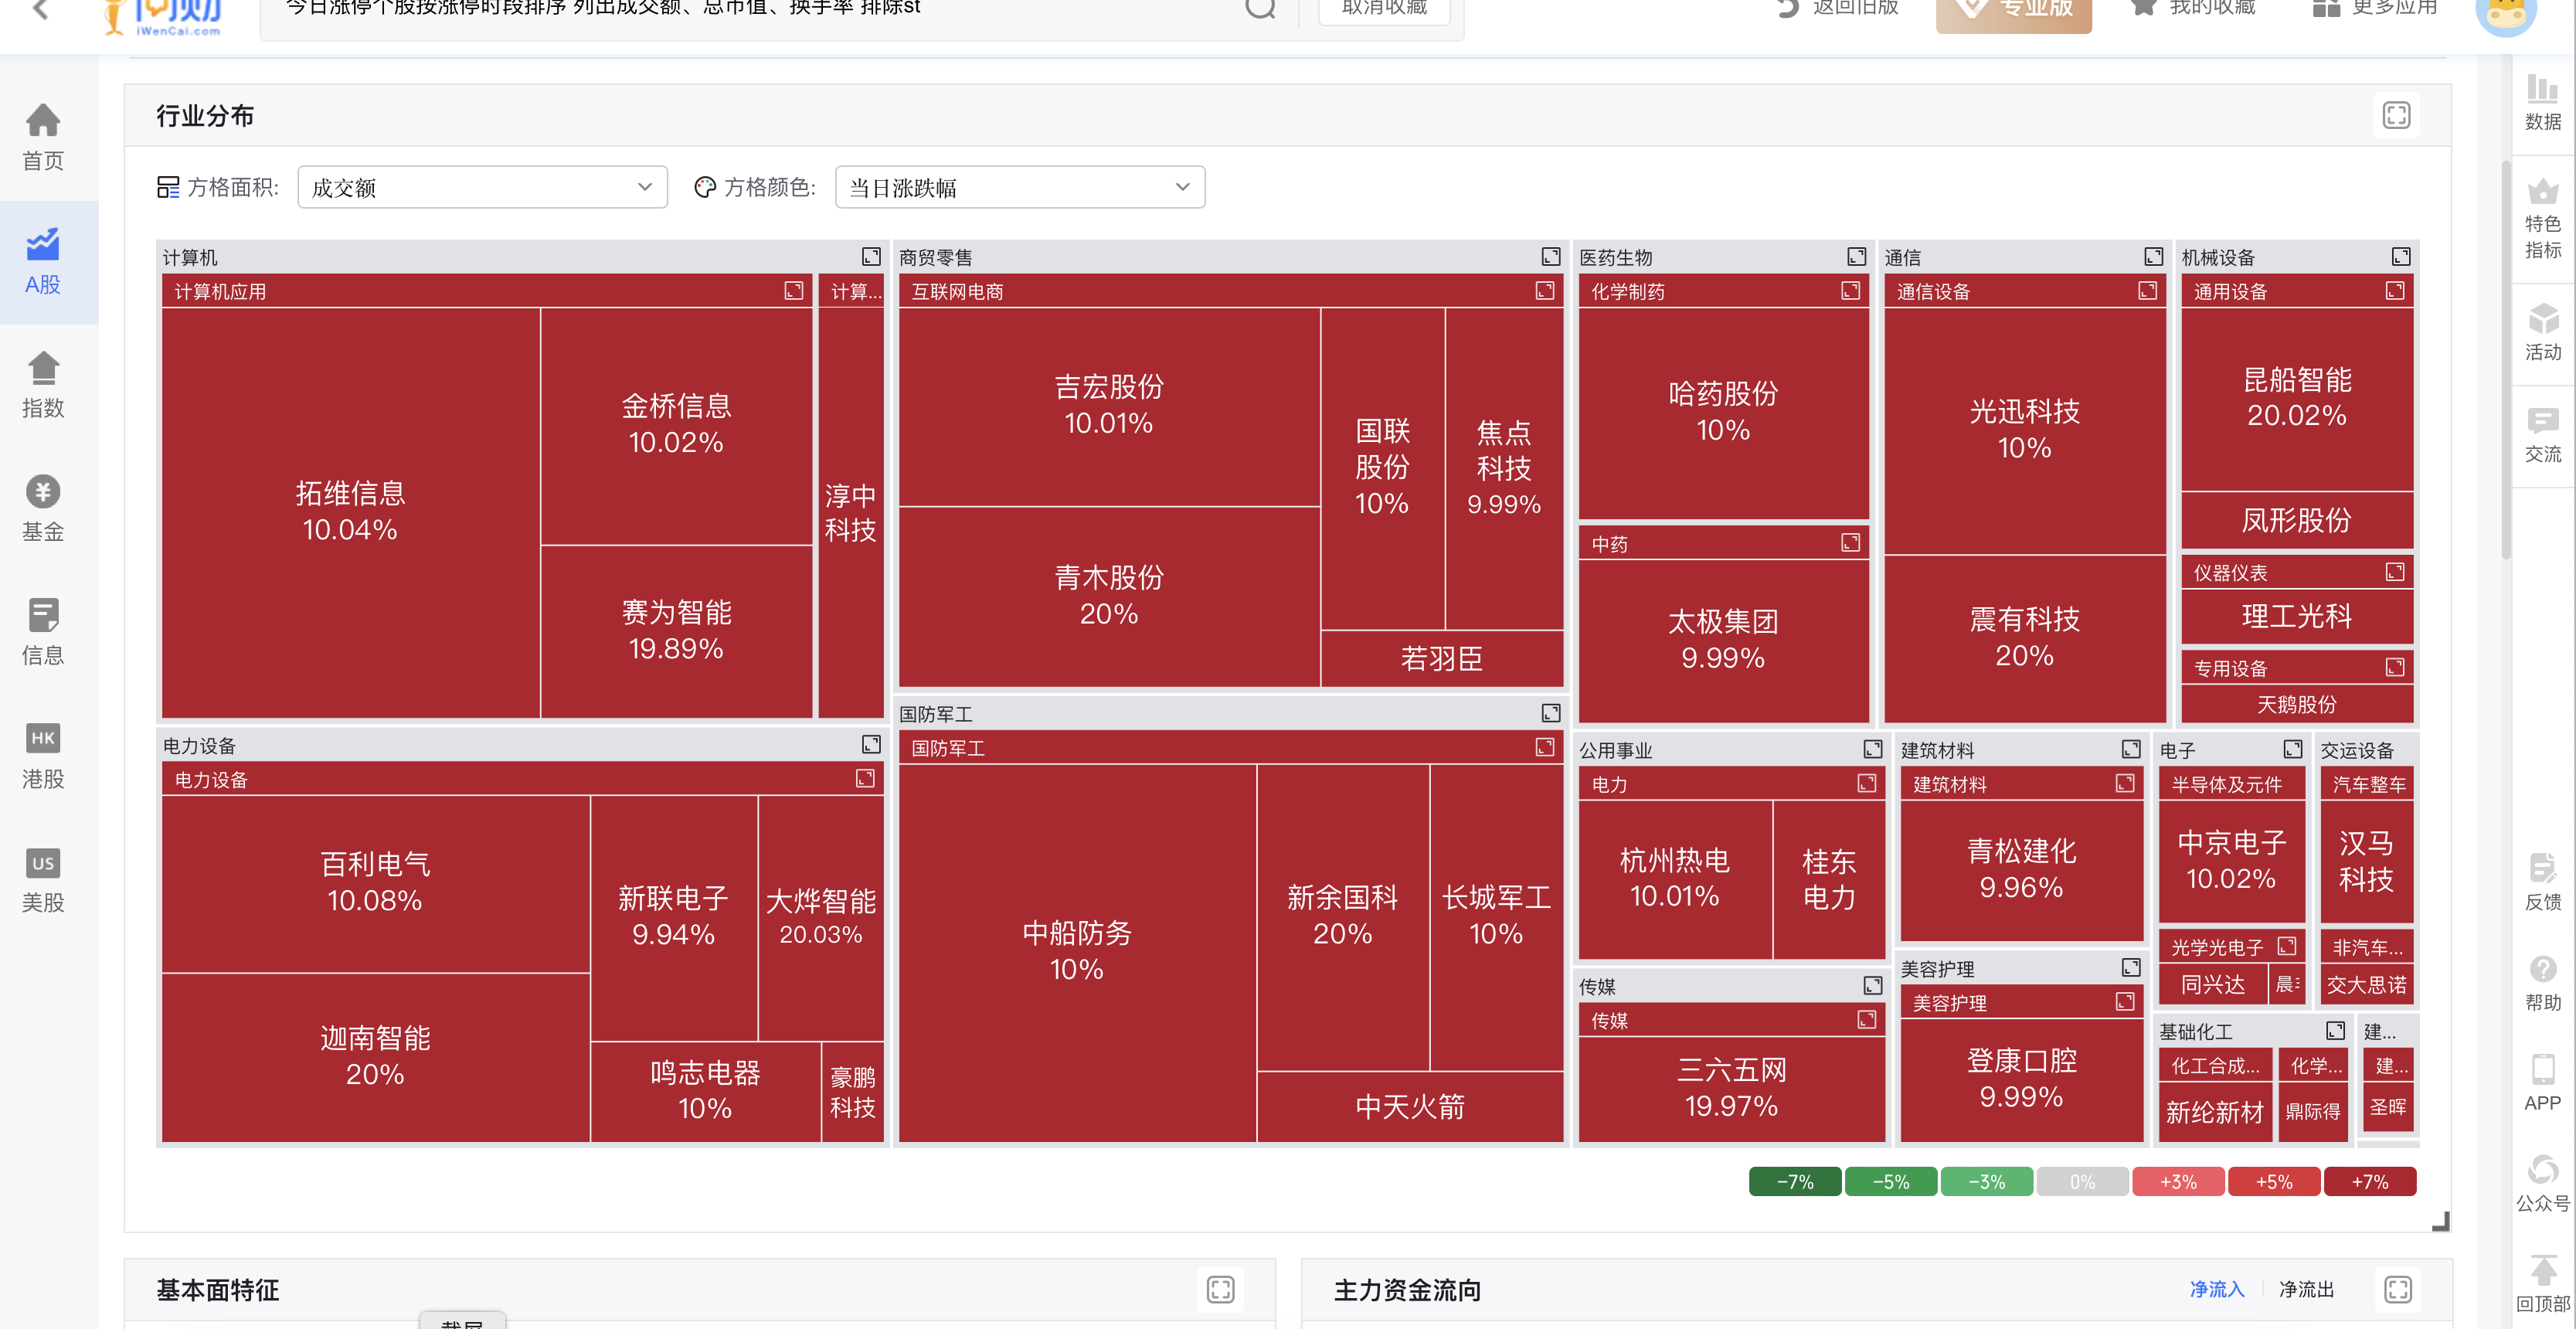 问财
iWenCai.com
今日涨停个股按涨停时段排序 列出成交额、总市值、换手率 排除st
取消收藏
返回旧版
专业版
我的收藏
更多应用
首页
A股
指数
¥
基金
信息
HK
港股
US
美股
行业分布
方格面积:
成交额
方格颜色:
当日涨跌幅
计算机
计算机应用
拓维信息
10.04%
金桥信息
10.02%
赛为智能
19.89%
计算...
淳中
科技
商贸零售
互联网电商
吉宏股份
10.01%
青木股份
20%
国联
股份
10%
焦点
科技
9.99%
若羽臣
医药生物
化学制药
哈药股份
10%
中药
太极集团
9.99%
通信
通信设备
光迅科技
10%
震有科技
20%
机械设备
通用设备
昆船智能
20.02%
凤形股份
仪器仪表
理工光科
专用设备
天鹅股份
电力设备
电力设备
百利电气
10.08%
迦南智能
20%
新联电子
9.94%
大烨智能
20.03%
鸣志电器
10%
豪鹏
科技
国防军工
国防军工
中船防务
10%
新余国科
20%
长城军工
10%
中天火箭
公用事业
电力
杭州热电
10.01%
桂东
电力
传媒
传媒
三六五网
19.97%
建筑材料
建筑材料
青松建化
9.96%
美容护理
美容护理
登康口腔
9.99%
电子
半导体及元件
中京电子
10.02%
光学光电子
同兴达
晨
交运设备
汽车整车
汉马
科技
非汽车...
交大思诺
基础化工
化工合成...
新纶新材
化学...
鼎际得
建...
建...
圣晖
-7%
-5%
-3%
0%
+3%
+5%
+7%
基本面特征
截屏
主力资金流向
净流入
净流出
数据
特色
指标
活动
交流
反馈
帮助
APP
公众号
回顶部